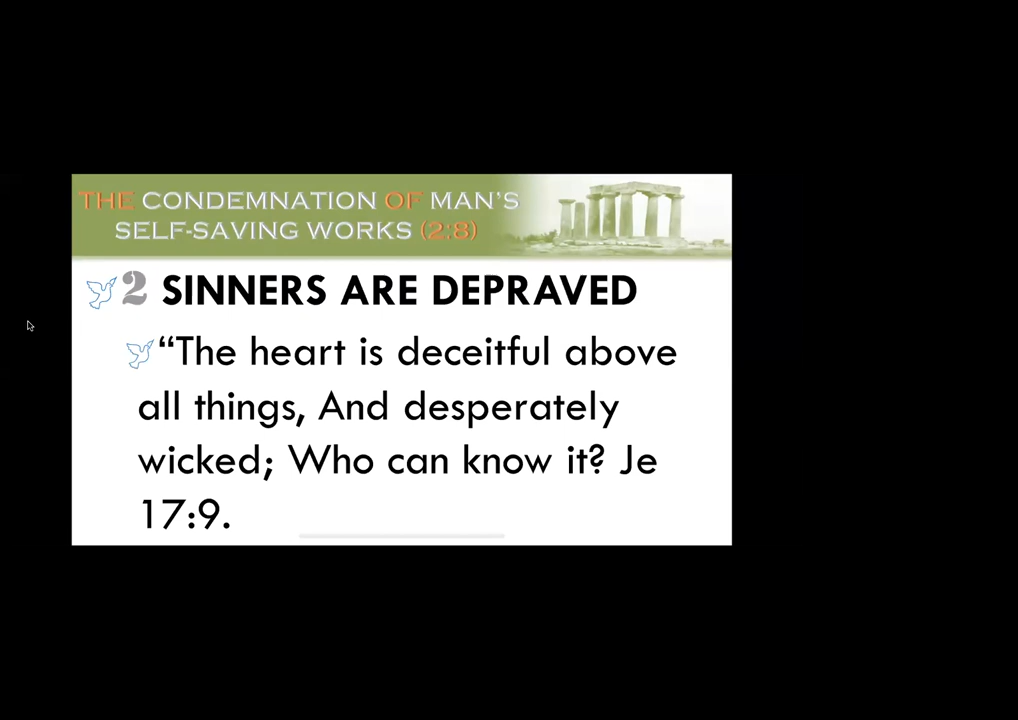 THE CONDEMNATION OF MAN'S
SELF-SAVING WORKS (2:8)
2 SINNERS ARE DEPRAVED
“The heart is deceitful above
all things, And desperately
wicked; Who can know it? Je
17:9.